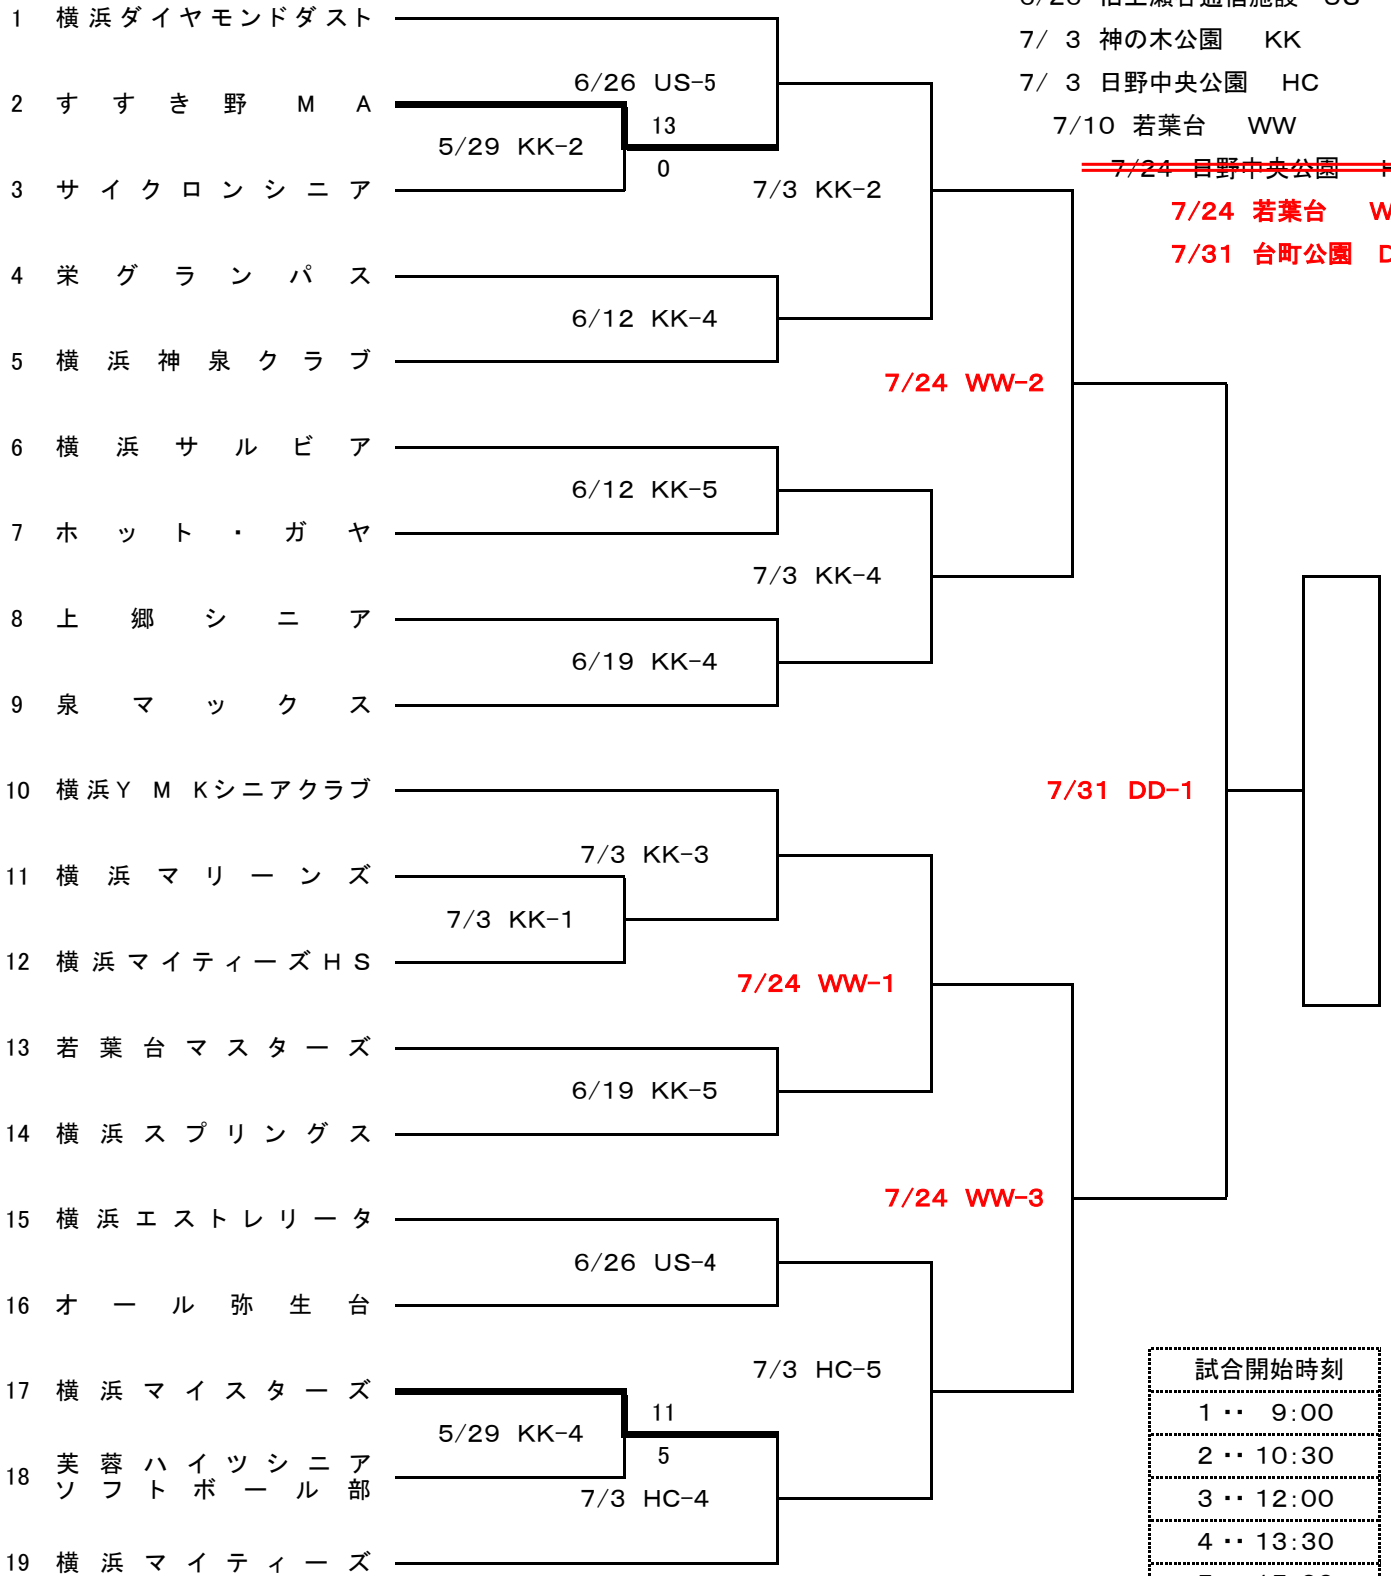 1 横浜ダイヤモンドダスト
7/ 3 神の木公園 KK
6/26 US-5
7/ 3 日野中央公園 HC
2 すすき野MA
13
7/10 若葉台 WW
5/29 KK-2
0
7/24 日野中央公園
3 サイクロンシニア
7/3 KK-2
7/24 若葉台 W
7/31 台町公園 D
4 栄グランパス
6/12 KK-4
5 横浜神泉クラブ
7/24 WW-2
6 横浜サルビア
6/12 KK-5
7 ホット・ガヤ
7/3 KK-4
8 上郷シニア
6/19 KK-4
9 泉マックス
10 横浜YMKシニアクラブ
7/31 DD-1
7/3 KK-3
11 横浜マリーンズ
7/3 KK-1
12 横浜マイティーズHS
7/24 WW-1
13 若葉台マスターズ
6/19 KK-5
14 横浜スプリングス
7/24 WW-3
15 横浜エストレリータ
6/26 US-4
16 オール弥生台
7/3 HC-5
試合開始時刻
17 横浜マイスターズ
11
1 ‥ 9:00
5/29 KK-4
5
2 ‥ 10:30
18 芙蓉ハイツシニア
ソフトボール部
7/3 HC-4
3 ‥ 12:00
4 ‥ 13:30
19 横浜マイティーズ